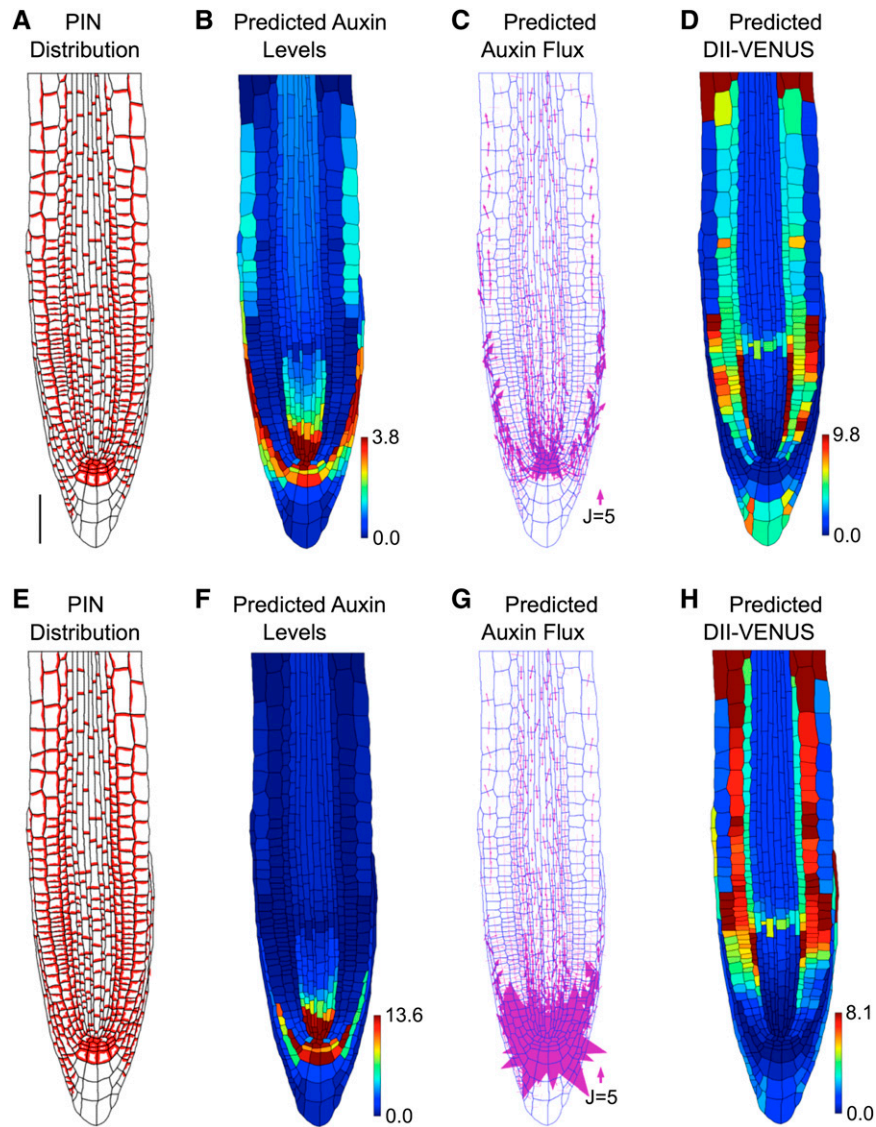 A PIN Distribution
B Predicted Auxin Levels
C Predicted Auxin Flux
D Predicted DII-VENUS
3.8
0.0
J=5
9.8
0.0
E PIN Distribution
F Predicted Auxin Levels
G Predicted Auxin Flux
H Predicted DII-VENUS
13.6
0.0
J=5
8.1
0.0